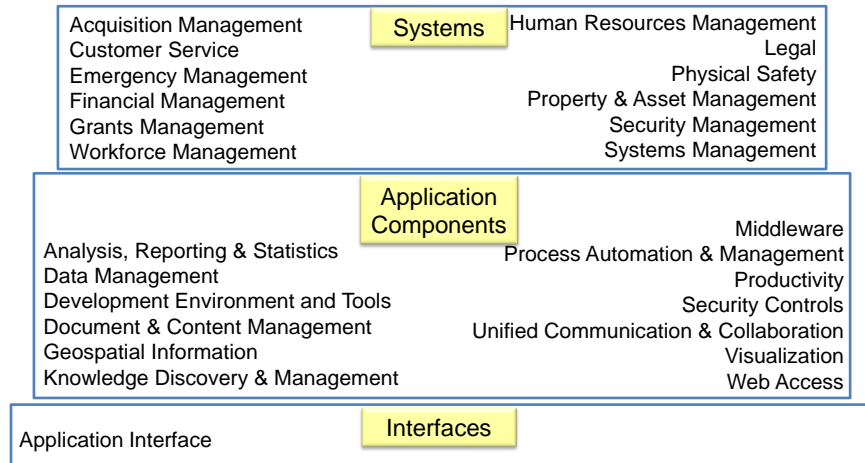 Systems
Acquisition Management
Customer Service
Emergency Management
Financial Management
Grants Management
Workforce Management
Human Resources Management
Legal
Physical Safety
Property & Asset Management
Security Management
Systems Management
Application
Components
Analysis, Reporting & Statistics
Data Management
Development Environment and Tools
Document & Content Management
Geospatial Information
Knowledge Discovery & Management
Middleware
Process Automation & Management
Productivity
Security Controls
Unified Communication & Collaboration
Visualization
Web Access
Interfaces
Application Interface